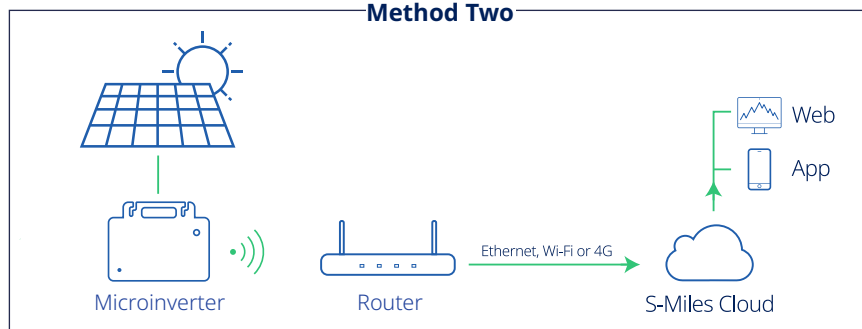 Method Two
Web
App
Ethernet, Wi-Fi or 4G
Microinverter
Router
S-Miles Cloud